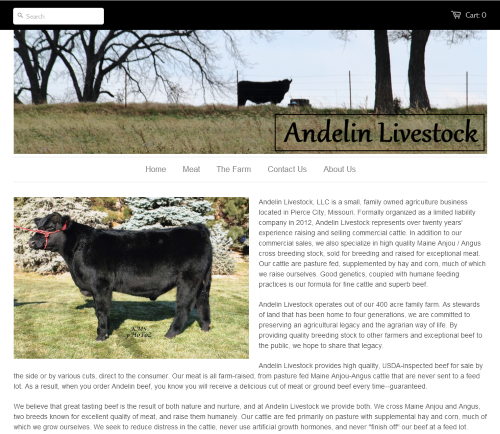 Search
Cart: 0
Andelin Livestock
Home Meat The Farm Contact Us About Us
Andelin Livestock, LLC is a small, family owned agriculture business
located in Pierce City, Missouri. Formally organized as a limited liability
company in 2012, Andelin Livestock represents over twenty years'
experience raising and selling commercial cattle. In addition to our
commercial sales, we also specialize in high quality Maine Anjou / Angus
cross breeding stock, sold for breeding and raised for exceptional meat.
Our cattle are pasture fed, supplemented by hay and corn, much of which
we raise ourselves. Good genetics, coupled with humane feeding
practices is our formula for fine cattle and superb beef.
Andelin Livestock operates out of our 400 acre family farm. As stewards
of land that has been home to four generations, we are committed to
preserving an agricultural legacy and the agrarian way of life. By
providing quality breeding stock to other farmers and exceptional beef to
the public, we hope to share that legacy.
Andelin Livestock provides high quality, USDA-inspected beef for sale by
the side or by various cuts, direct to the consumer. Our meat is all farm-raised, from pasture fed Maine Anjou-Angus cattle that are never sent to a feed
lot. As a result, when you order Andelin beef, you know you will receive a delicious cut of meat or ground beef every time--guaranteed.
We believe that great tasting beef is the result of both nature and nurture, and at Andelin Livestock we provide both. We cross Maine Anjou and Angus,
two breeds known for excellent quality of meat, and raise them humanely. Our cattle are fed primarily on pasture with supplemental hay and corn, much of
which we grow ourselves. We seek to reduce distress in the cattle, never use artificial growth hormones, and never "finish off" our beef at a feed lot